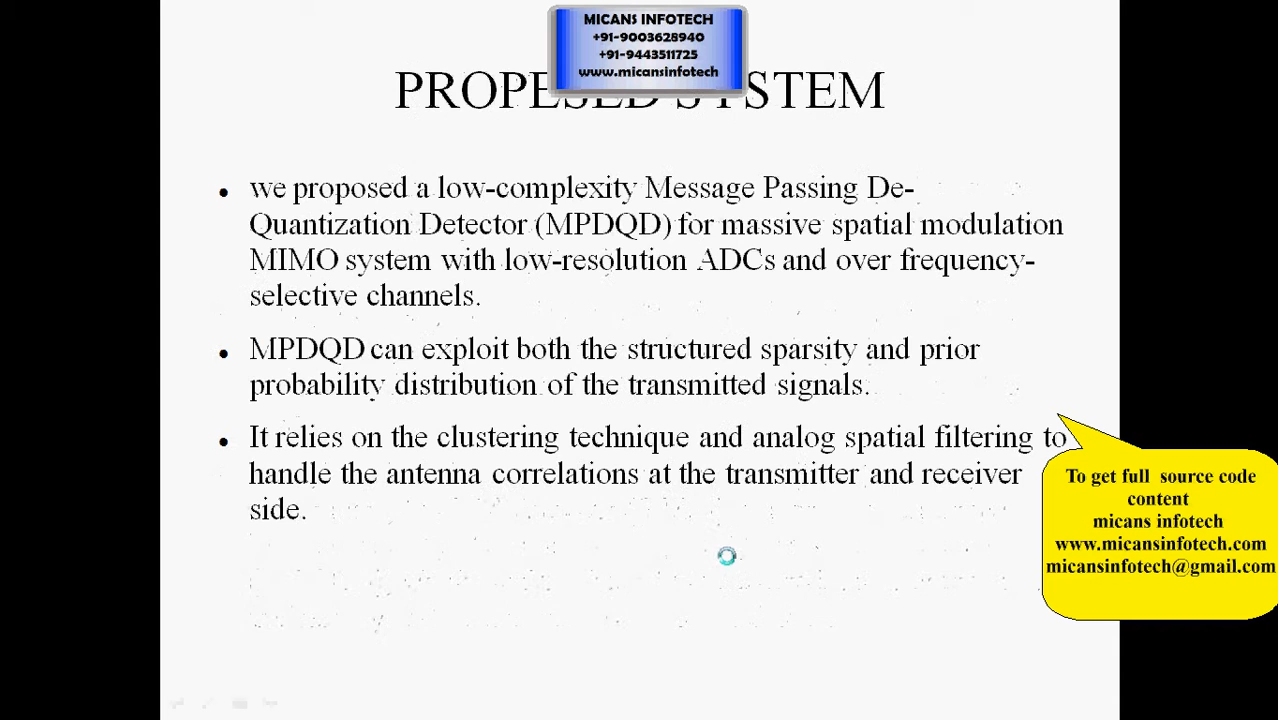 MICANS INFOTECH
+91-9003628940
+91-9443511725
www.micansinfotech
PROPESED SYSTEM
• we proposed a low-complexity Message Passing De-
Quantization Detector (MPDQD) for massive spatial modulation
MIMO system with low-resolution ADCs and over frequency-
selective channels.
• MPDQD can exploit both the structured sparsity and prior
probability distribution of the transmitted signals.
• It relies on the clustering technique and analog spatial filtering to
handle the antenna correlations at the transmitter and receiver
side.
To get full source code
content
micans infotech
www.micansinfotech.com
micansinfotech@gmail.com